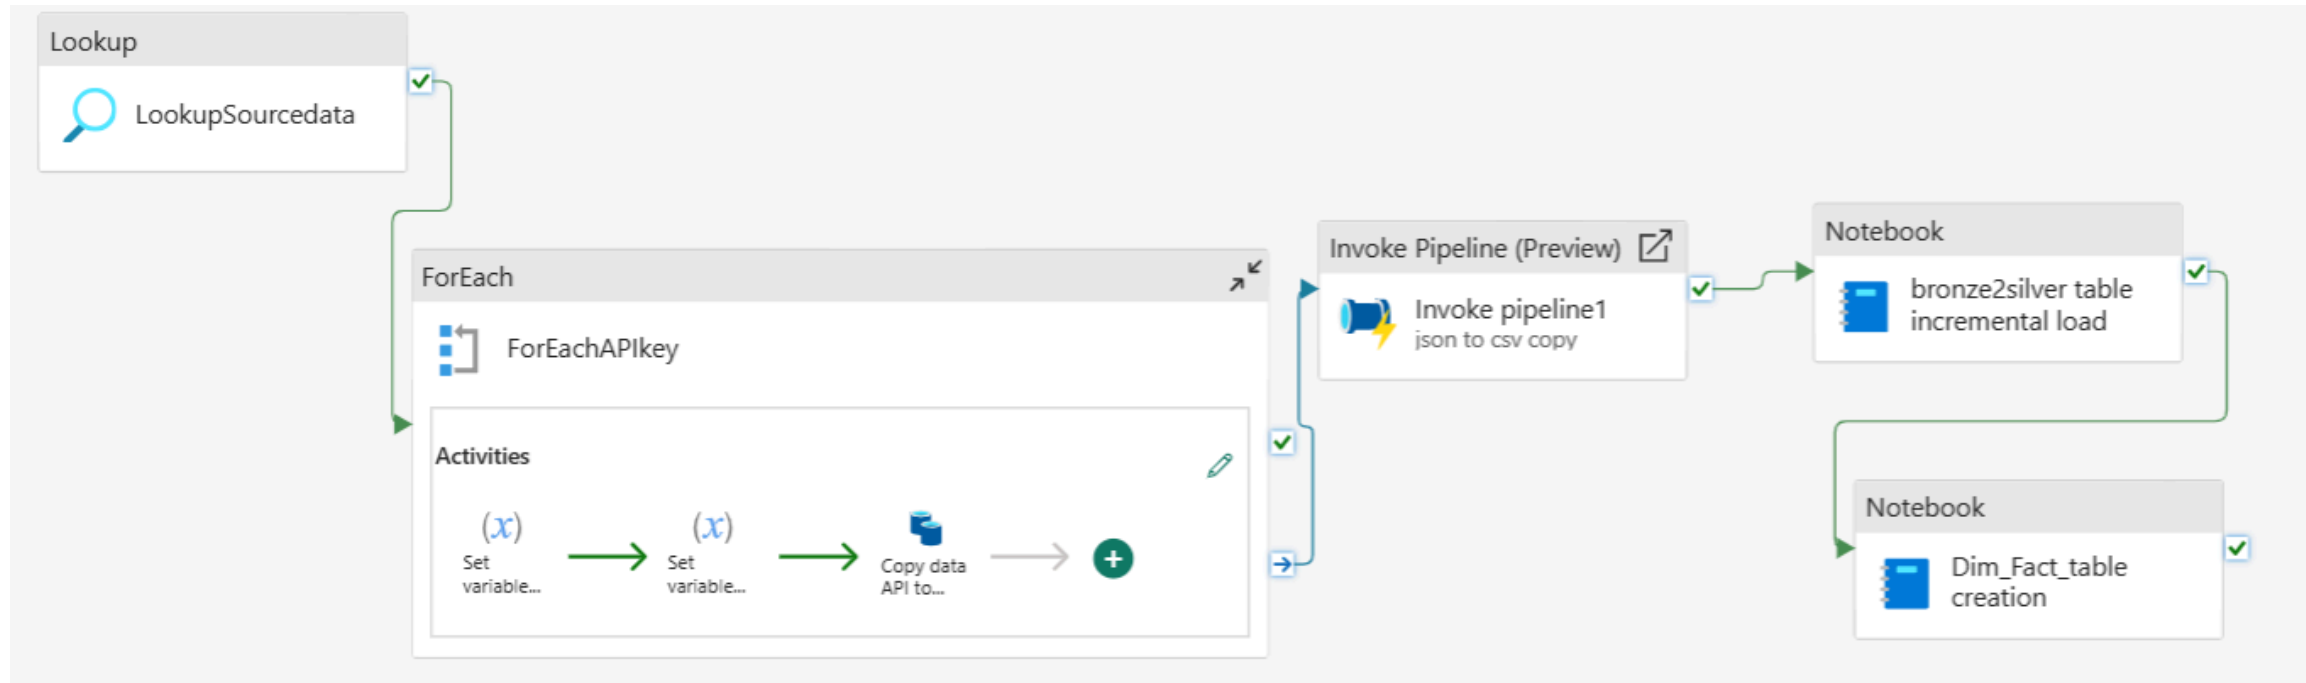 Lookup
LookupSourcedata
ForEach
ForEachAPIkey
Activities
(x)
Set
variable...
(x)
Set
variable...
Copy data
API to...
Invoke Pipeline (Preview)
Invoke pipeline1
json to csv copy
Notebook
bronze2silver table
incremental load
Notebook
Dim_Fact_table
creation